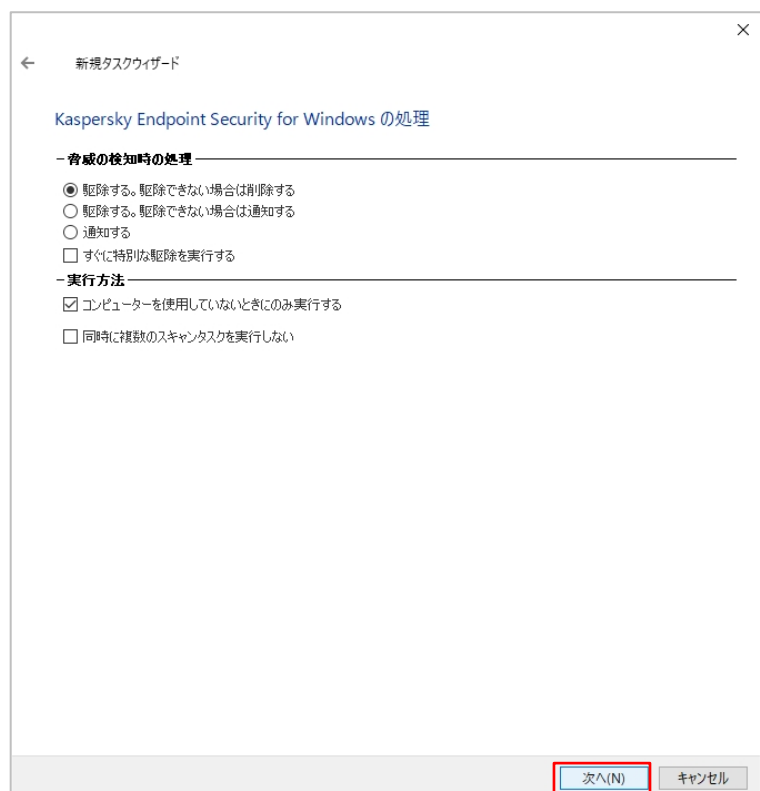 新規タスクウィザード
Kaspersky Endpoint Security for Windows の処理
脅威の検知時の処理
駆除する。駆除できない場合は削除する
駆除する。駆除できない場合は通知する
通知する
すぐに特別な駆除を実行する
実行方法
コンピューターを使用していないときにのみ実行する
同時に複数のスキャンタスクを実行しない
次へ(N) キャンセル